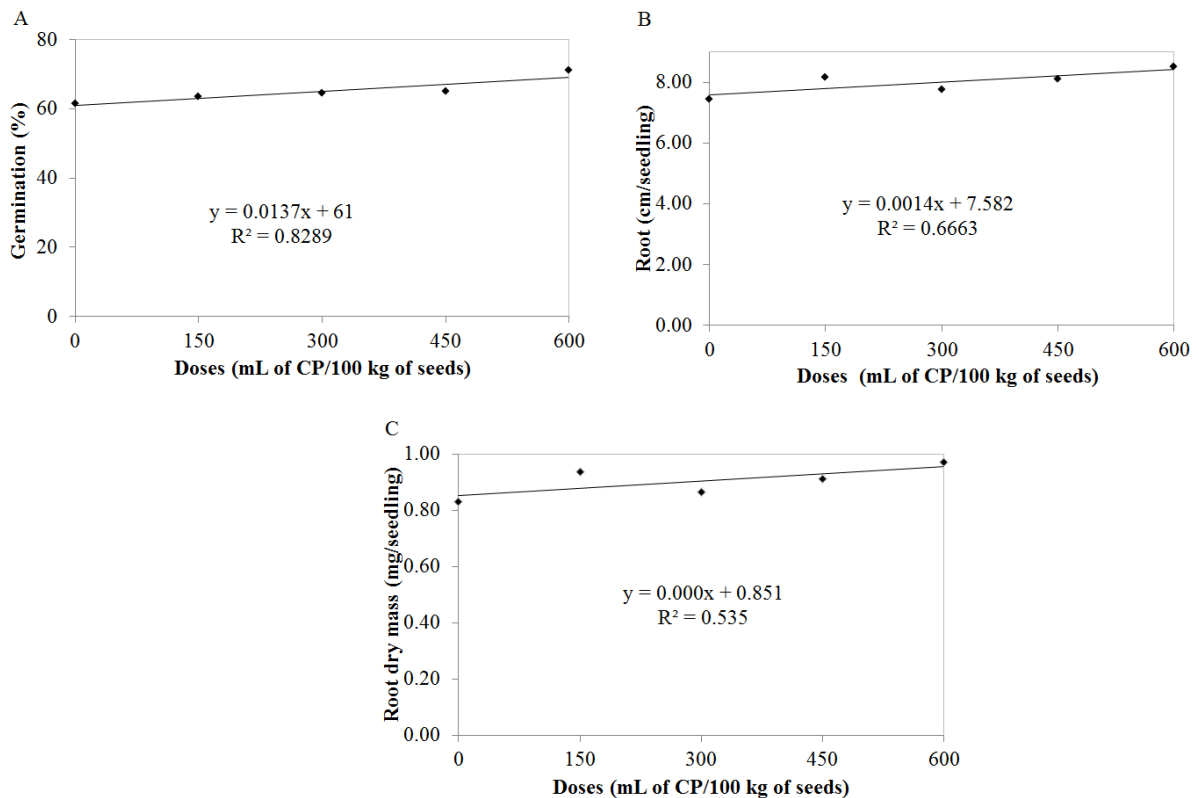 A
80
60
40
20
0
Germination (%)
y = 0.0137x + 61
R² = 0.8289
0 150 300 450 600
Doses (mL of CP/100 kg of seeds)
B
8.00
6.00
4.00
2.00
0.00
Root (cm/seedling)
y = 0.0014x + 7.582
R² = 0.6663
0 150 300 450 600
Doses (mL of CP/100 kg of seeds)
C
1.00
0.80
0.60
0.40
0.20
0.00
Root dry mass (mg/seedling)
y = 0.000x + 0.851
R² = 0.535
0 150 300 450 600
Doses (mL of CP/100 kg of seeds)